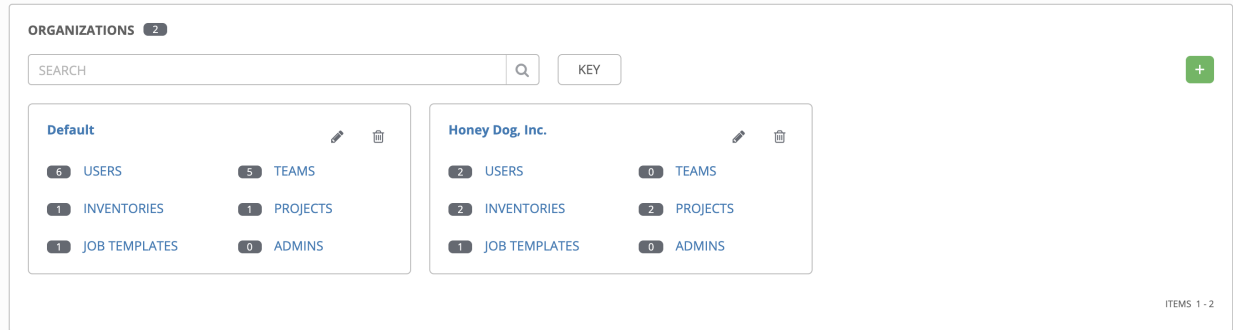 ORGANIZATIONS 2
SEARCH
KEY
+
Default
6 USERS 5 TEAMS
1 INVENTORIES 1 PROJECTS
1 JOB TEMPLATES 0 ADMINS
Honey Dog, Inc.
2 USERS 0 TEAMS
2 INVENTORIES 2 PROJECTS
1 JOB TEMPLATES 0 ADMINS
ITEMS 1 - 2